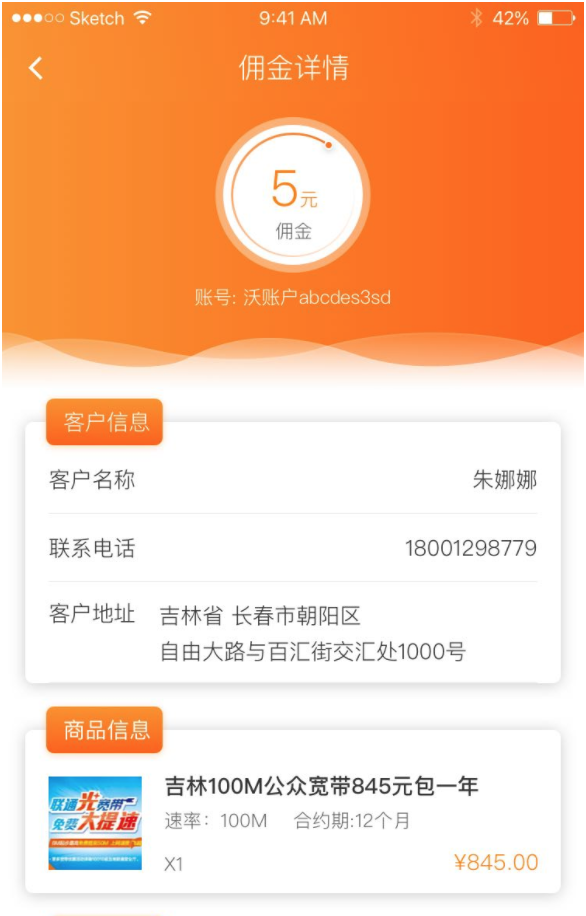 Sketch 9:41 AM 42%
佣金详情
5元
佣金
账号: 沃账户abcdes3sd
客户信息
客户名称 朱娜娜
联系电话 18001298779
客户地址 吉林省 长春市朝阳区
自由大路与百汇街交汇处1000号
商品信息
吉林100M公众宽带845元包一年
速率：100M 合约期:12个月
联通光宽带
免费大提速
X1 ¥845.00